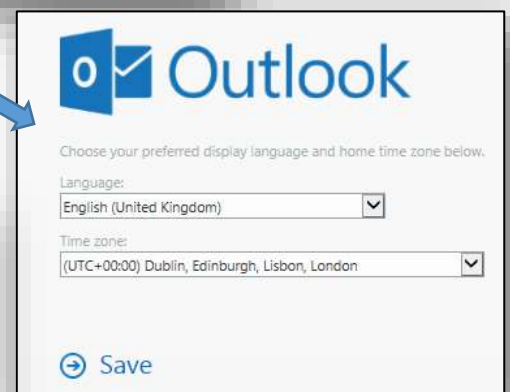 Outlook
Choose your preferred display language and home time zone below.
Language:
English (United Kingdom)
Time zone:
(UTC+00:00) Dublin, Edinburgh, Lisbon, London
Save